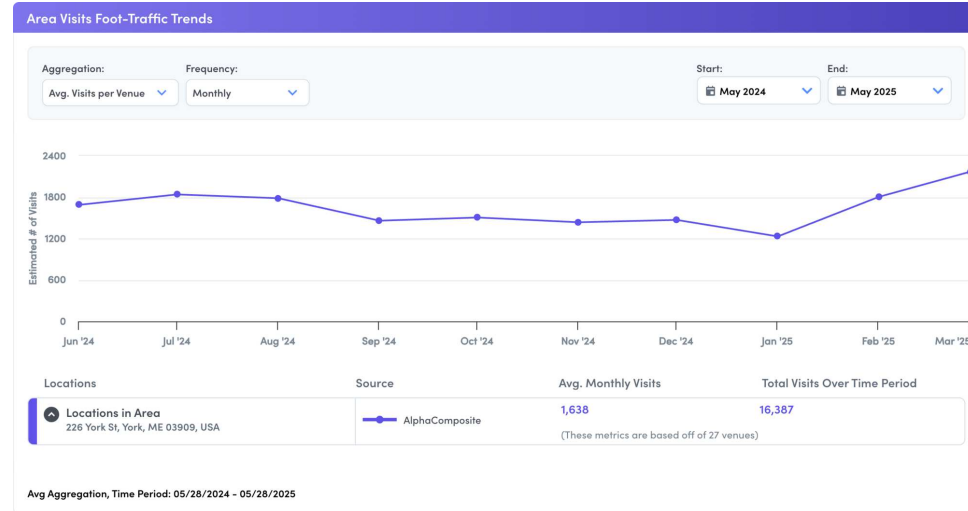 Area Visits Foot-Traffic Trends
Aggregation: Frequency: Start: End:
Avg. Visits per Venue Monthly May 2024 May 2025
Estimated # of Visits
2400
1800
1200
600
0
Jun '24 Jul '24 Aug '24 Sep '24 Oct '24 Nov '24 Dec '24 Jan '25 Feb '25 Mar '25
Locations Source Avg. Monthly Visits Total Visits Over Time Period
Locations in Area AlphaComposite 1,638 16,387
226 York St, York, ME 03909, USA (These metrics are based off of 27 venues)
Avg Aggregation, Time Period: 05/28/2024 - 05/28/2025